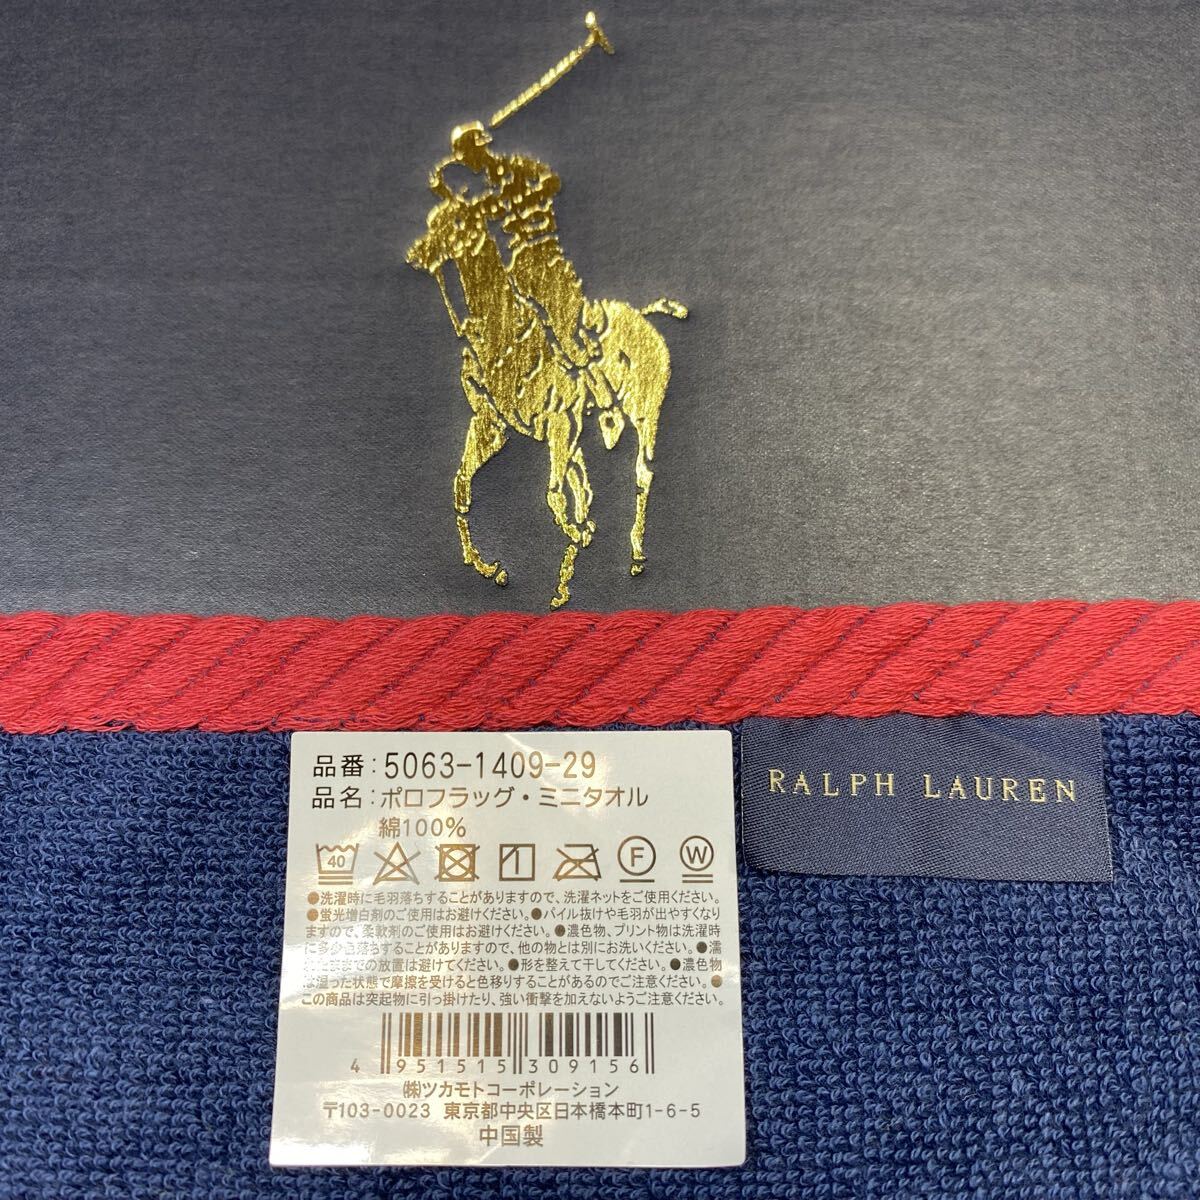 品番:5063-1409-29
品名:ポロフラッグ・ミニタオル
綿100%
40
1
F
W
●洗濯時に毛羽落ちすることがありますので、洗濯ネットをご使用ください。
●蛍光増白剤のご使用はお避けください。●パイル抜けや毛羽が出やすくなり
ますので、柔軟剤のご使用はお避けください。●濃色物、プリント物は洗濯時
に多少色落ちすることがありますので、他の物とは別にお洗いください。●濡
れたままでの放置は避けてください。●形を整えて干してください。●濃色物
は湿った状態で摩擦を受けると色移りすることがあるのでご注意ください。●
この商品は突起物に引っ掛けたり、強い衝撃を加えないようご注意ください。
4 951515 309156
㈱ツカモトコーポレーション
〒103-0023 東京都中央区日本橋本町1-6-5
中国製
RALPH LAUREN